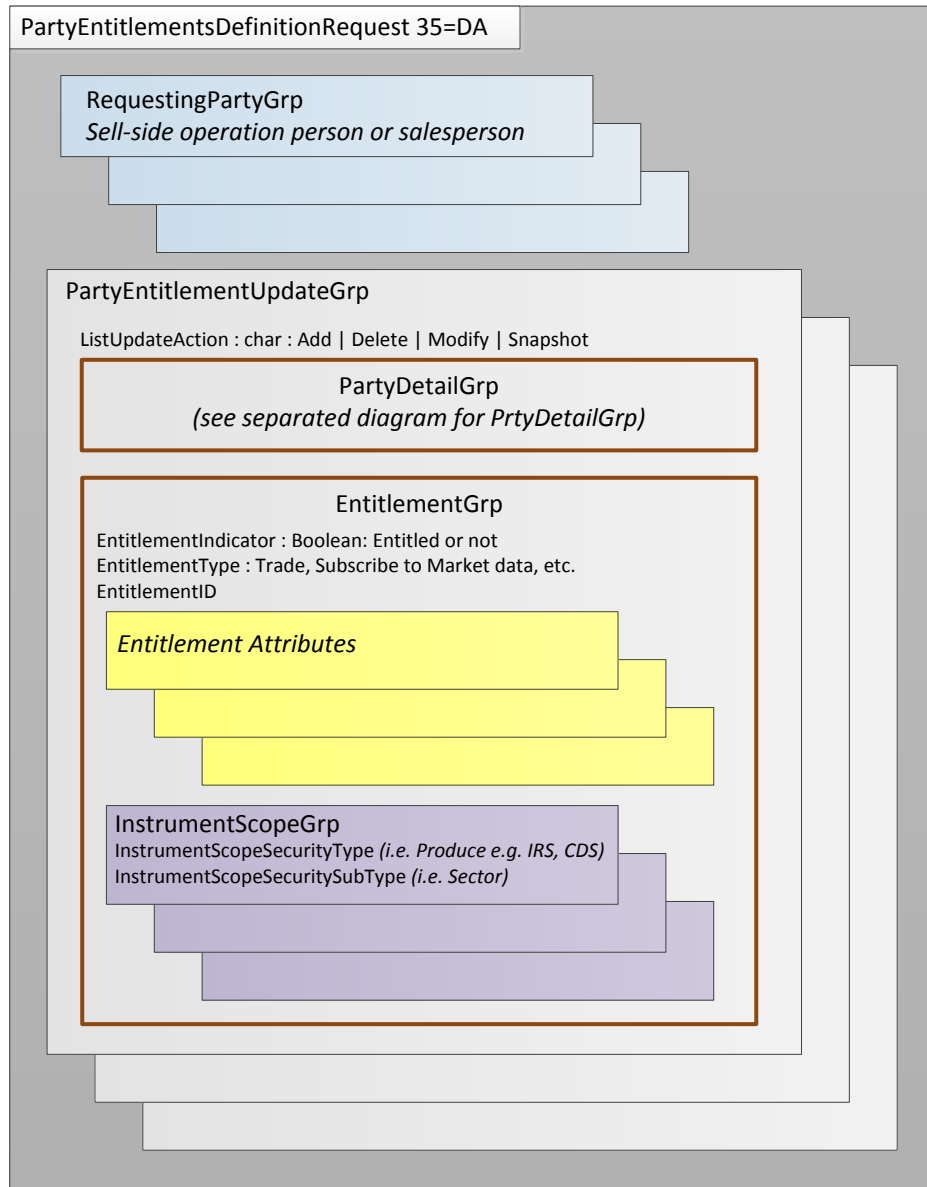 PartyEntitlementsDefinitionRequest 35=DA
RequestingPartyGrp
Sell-side operation person or salesperson
PartyEntitlementUpdateGrp
ListUpdateAction : char : Add | Delete | Modify | Snapshot
PartyDetailGrp
(see separated diagram for PrtyDetailGrp)
EntitlementGrp
EntitlementIndicator : Boolean: Entitled or not
EntitlementType : Trade, Subscribe to Market data, etc.
EntitlementID
Entitlement Attributes
InstrumentScopeGrp
InstrumentScopeSecurityType (i.e. Produce e.g. IRS, CDS)
InstrumentScopeSecuritySubType (i.e. Sector)